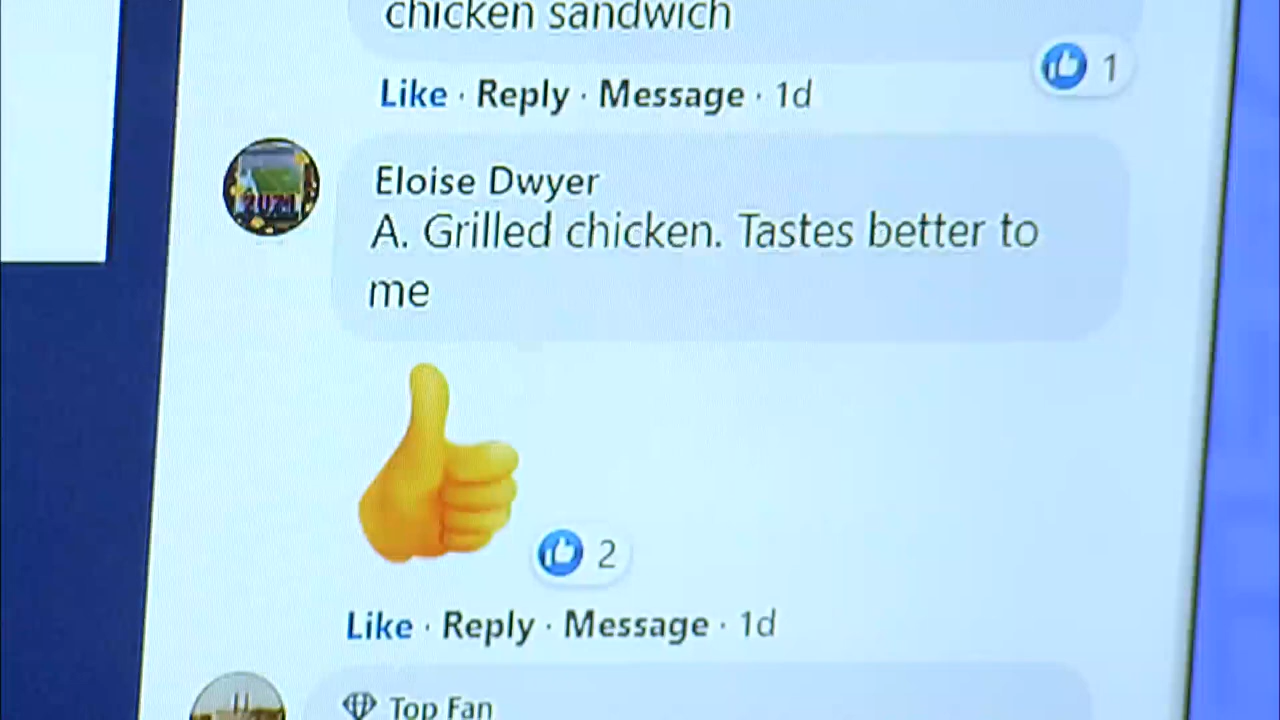 chicken sandwich
1
Like · Reply · Message · 1d
2021
Eloise Dwyer
A. Grilled chicken. Tastes better to
me
2
Like · Reply · Message · 1d
Top Fan